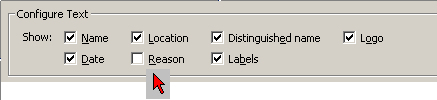 Configure Text
Show: Name Location Distinguished name Logo
Date Reason Labels